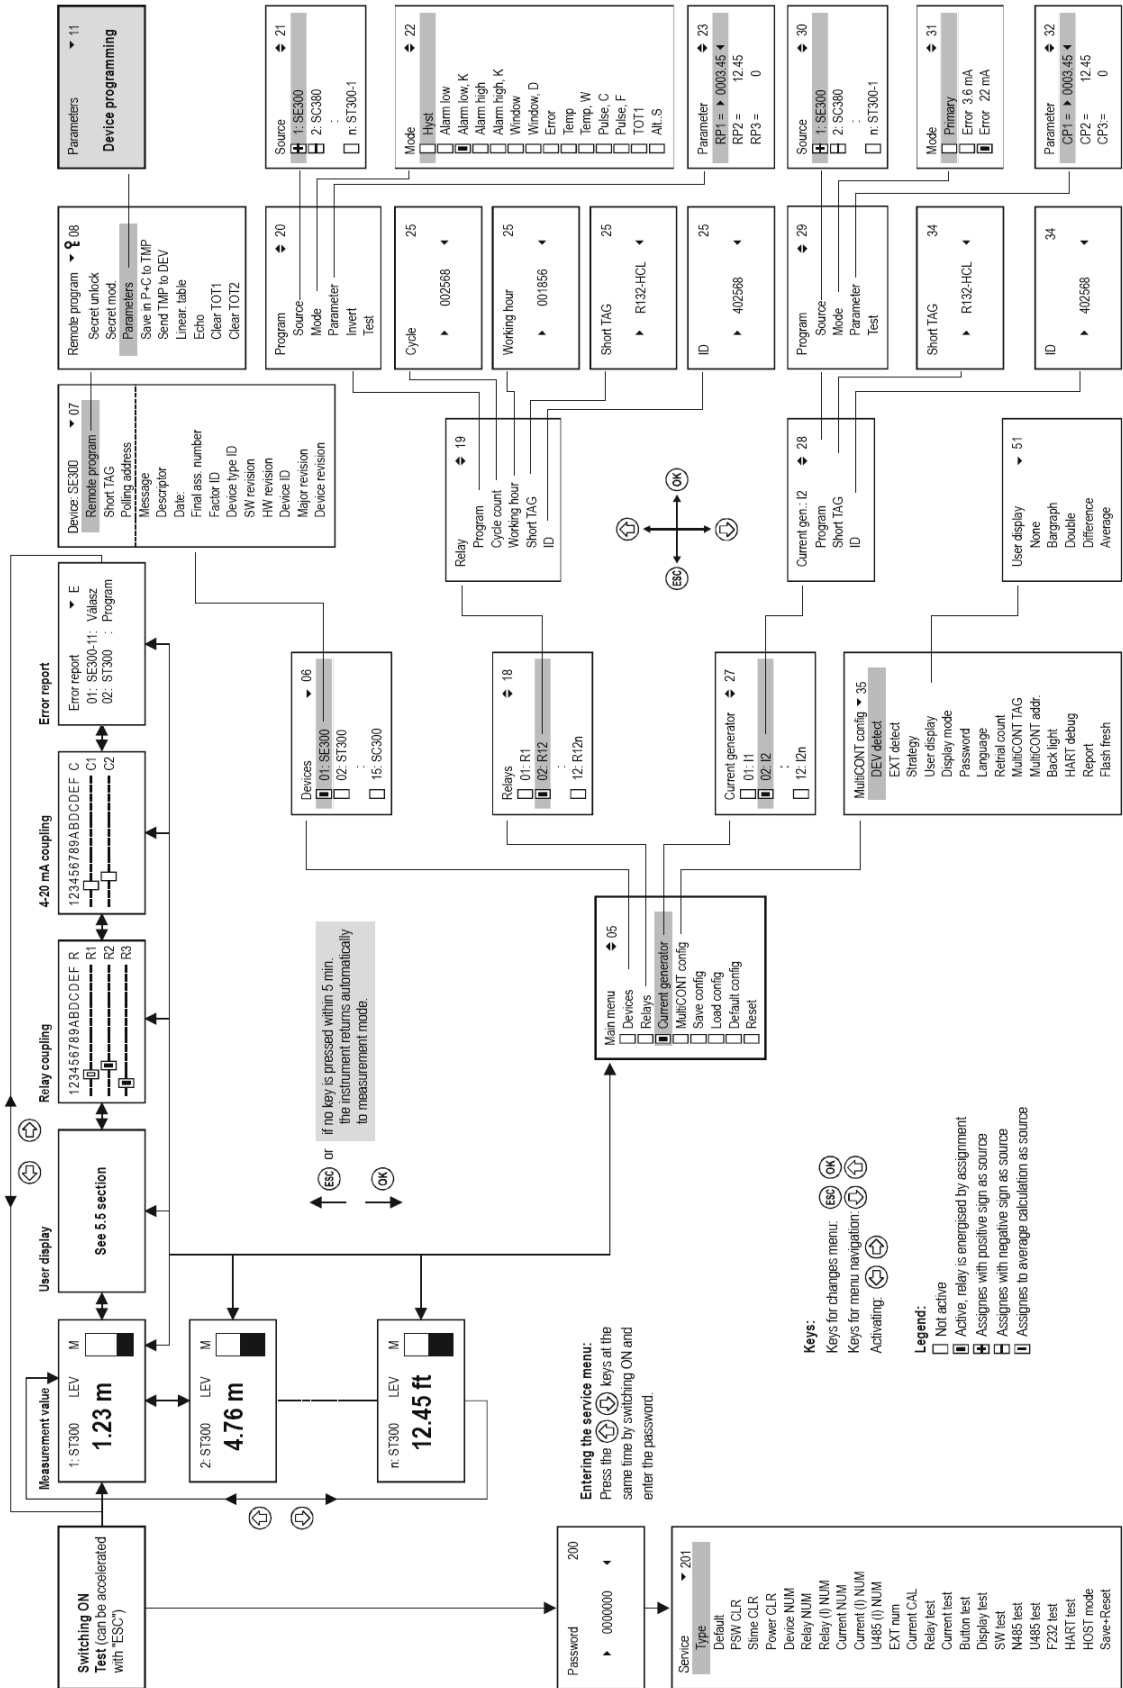 Switching ON
Test (can be accelerated
with "ESC")
Measurement value
1: ST300 LEV M
1.23 m
2: ST300 LEV M
4.76 m
n: ST300 LEV M
12.45 ft
User display
See 5.5 section
Relay coupling
123456789ABDCDEF R
R1
R2
R3
4-20 mA coupling
123456789ABDCDEF C
C1
C2
Error report
Error report ▼ E
01: SE300-11: Válasz
02: ST300 : Program
ESC or if no key is pressed within 5 min.
the instrument returns automatically
to measurement mode.
OK
Password 200
▶ 0000000 ◀
Service ▼ 201
Type
Default
PSW CLR
Stime CLR
Power CLR
Device NUM
Relay NUM
Relay (I) NUM
Current NUM
Current (I) NUM
U485 (I) NUM
EXT num
Current CAL
Relay test
Current test
Button test
Display test
SW test
N485 test
U485 test
F232 test
HART test
HOST mode
Save+Reset
Entering the service menu:
Press the keys at the
same time by switching ON and
enter the password.
Main menu 05
Devices
Relays
Current generator
MultiCONT config
Save config
Load config
Default config
Reset
Keys:
Keys for changes menu: ESC OK
Keys for menu navigation:
Activating:
Legend:
Not active
Active, relay is energised by assignment
Assignes with positive sign as source
Assignes with negative sign as source
Assignes to average calculation as source
Devices ▼ 06
01: SE300
02: ST300
:
15: SC300
Relays 18
01: R1
02: R12
:
12: R12n
Current generator 27
01: I1
02: I2
:
12: I2n
MultiCONT config ▼ 35
DEV detect
EXT detect
Strategy
User display
Display mode
Password
Language
Retrial count
MultiCONT TAG
MultiCONT addr.
Back light
HART debug
Report
Flash fresh
Device: SE300 ▼ 07
Remote program
Short TAG
Polling address
Message
Descriptor
Date:
Final ass. number
Factor ID
Device type ID
SW revision
HW revision
Device ID
Major revision
Device revision
Relay 19
Program
Cycle count
Working hour
Short TAG
ID
ESC
OK
Current gen.: I2 28
Program
Short TAG
ID
User display ▼ 51
None
Bargraph
Double
Difference
Average
Remote program ▼ 08
Secret unlock
Secret mod.
Parameters
Save in P+C to TMP
Send TMP to DEV
Linear. table
Echo
Clear TOT1
Clear TOT2
Program 20
Source
Mode
Parameter
Invert
Test
Cycle 25
▶ 002568 ◀
Working hour 25
▶ 001856 ◀
Short TAG 25
▶ R132-HCL ◀
ID 25
▶ 402568 ◀
Program 29
Source
Mode
Parameter
Test
Short TAG 34
▶ R132-HCL ◀
ID 34
▶ 402568 ◀
Parameters ▼ 11
Device programming
Source 21
1: SE300
2: SC380
:
n: ST300-1
Mode 22
Hyst
Alarm low
Alarm low, K
Alarm high
Alarm high, K
Window
Window, D
Error
Temp
Temp, W
Pulse, C
Pulse, F
TOT1
Alt..S
Parameter 23
RP1 = ▶ 0003.45 ◀
RP2 = 12.45
RP3 = 0
Source 30
1: SE300
2: SC380
:
n: ST300-1
Mode 31
Primary
Error 3.6 mA
Error 22 mA
Parameter 32
CP1 = ▶ 0003.45 ◀
CP2 = 12.45
CP3:= 0